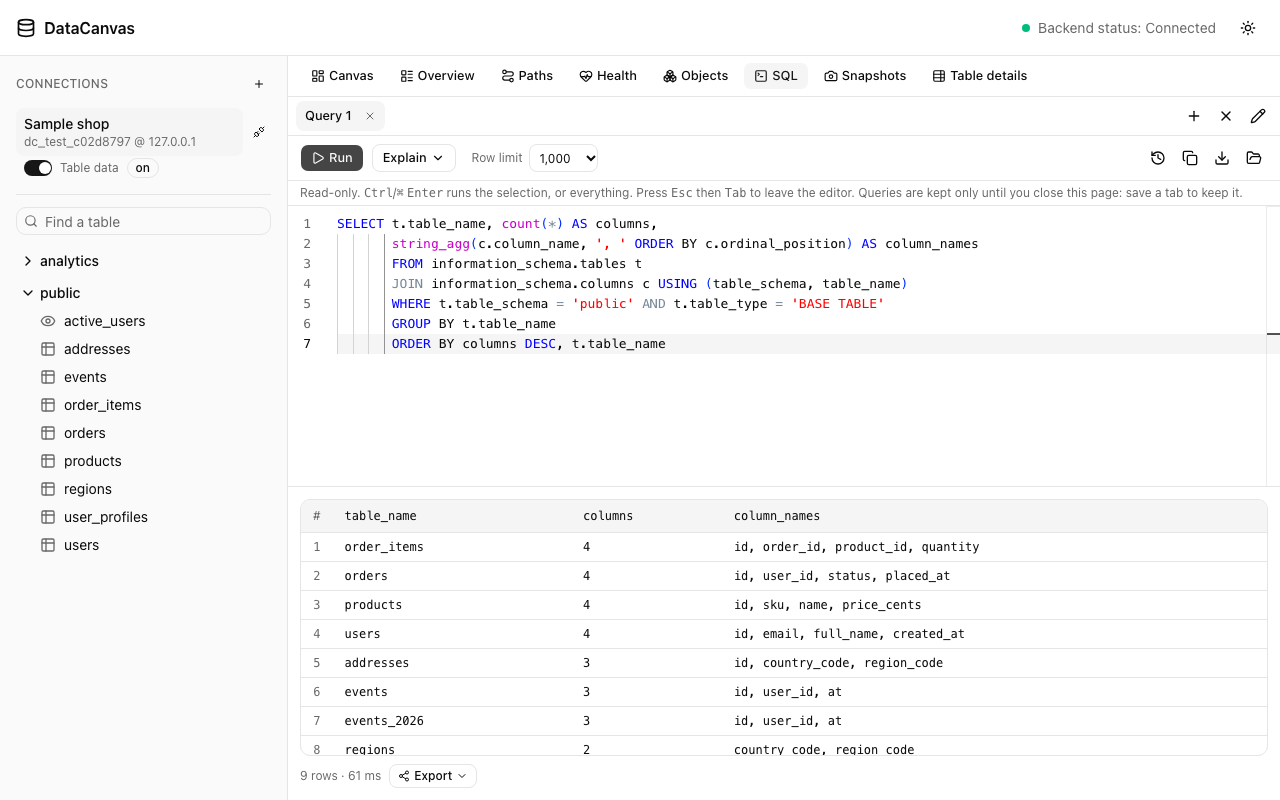 DataCanvas
Backend status: Connected
CONNECTIONS
Sample shop
dc_test_c02d8797 @ 127.0.0.1
Table data on
Find a table
analytics
public
active_users
addresses
events
order_items
orders
products
regions
user_profiles
users
Canvas Overview Paths Health Objects SQL Snapshots Table details
Query 1
Run Explain Row limit 1,000
Read-only. Ctrl/⌘ Enter runs the selection, or everything. Press Esc then Tab to leave the editor. Queries are kept only until you close this page: save a tab to keep it.
1 SELECT t.table_name, count(*) AS columns,
2 string_agg(c.column_name, ', ' ORDER BY c.ordinal_position) AS column_names
3 FROM information_schema.tables t
4 JOIN information_schema.columns c USING (table_schema, table_name)
5 WHERE t.table_schema = 'public' AND t.table_type = 'BASE TABLE'
6 GROUP BY t.table_name
7 ORDER BY columns DESC, t.table_name
# table_name columns column_names
1 order_items 4 id, order_id, product_id, quantity
2 orders 4 id, user_id, status, placed_at
3 products 4 id, sku, name, price_cents
4 users 4 id, email, full_name, created_at
5 addresses 3 id, country_code, region_code
6 events 3 id, user_id, at
7 events_2026 3 id, user_id, at
8 regions 2 country_code, region_code
9 rows · 61 ms Export